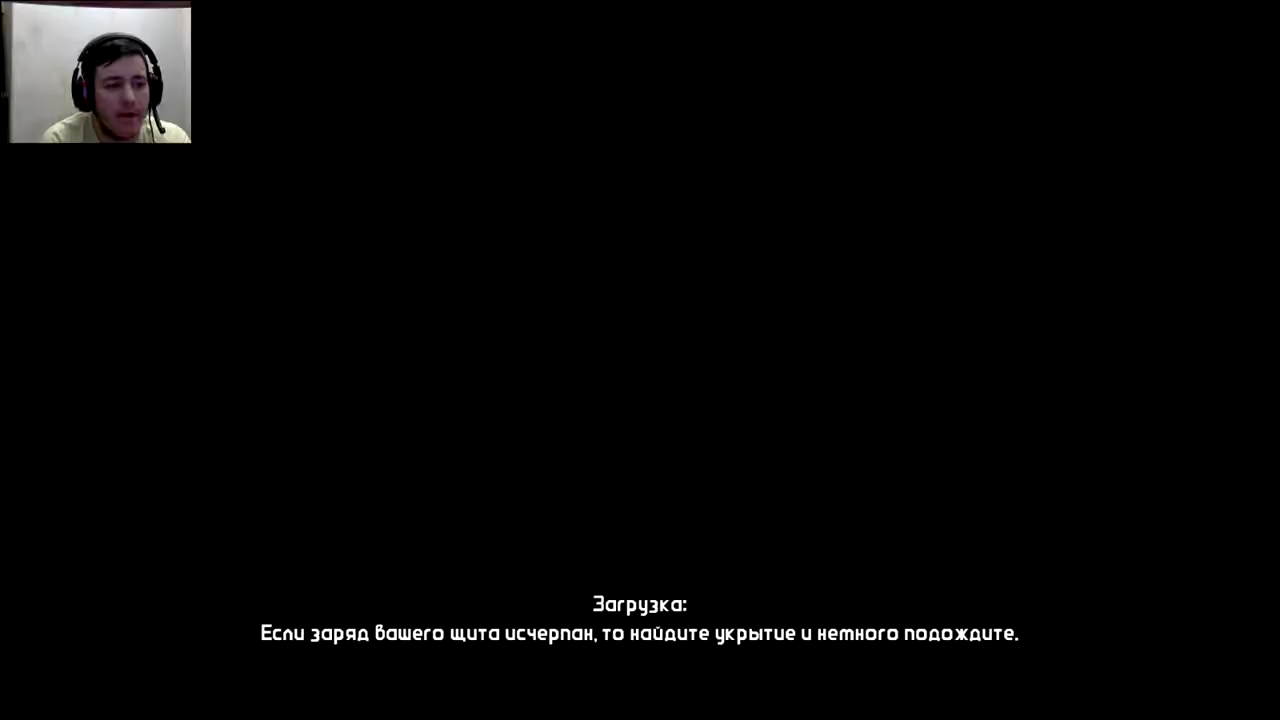 Загрузка:
Если заряд вашего щита исчерпан, то найдите укрытие и немного подождите.